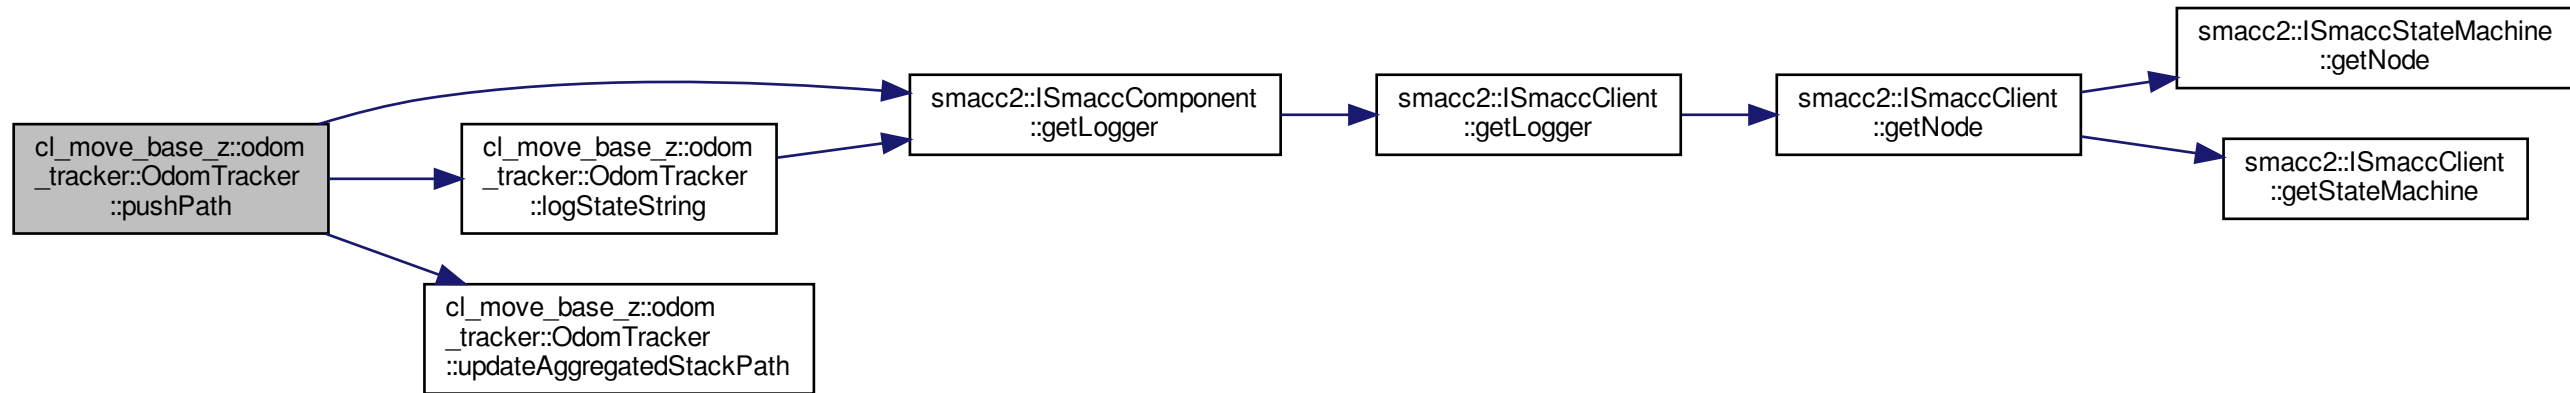 cl_move_base_z::odom
_tracker::OdomTracker
::pushPath
cl_move_base_z::odom
_tracker::OdomTracker
::logStateString
cl_move_base_z::odom
_tracker::OdomTracker
::updateAggregatedStackPath
smacc2::ISmaccComponent
::getLogger
smacc2::ISmaccClient
::getLogger
smacc2::ISmaccClient
::getNode
smacc2::ISmaccStateMachine
::getNode
smacc2::ISmaccClient
::getStateMachine